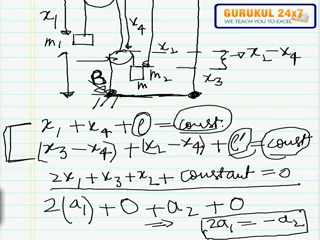 GURUKUL 24x7
WE TEACH YOU TO EXCEL
x₁
m₁
x₄
x₂
x₂ - x₄
B
m
m₂
x₃
x₁ + x₄ + ℓ = const.
(x₃ - x₄) + (x₂ - x₄) + ℓ' = const
2x₁ + x₃ + x₂ + constant = 0
2(a₁) + 0 + a₂ + 0
⇒ 2a₁ = -a₂